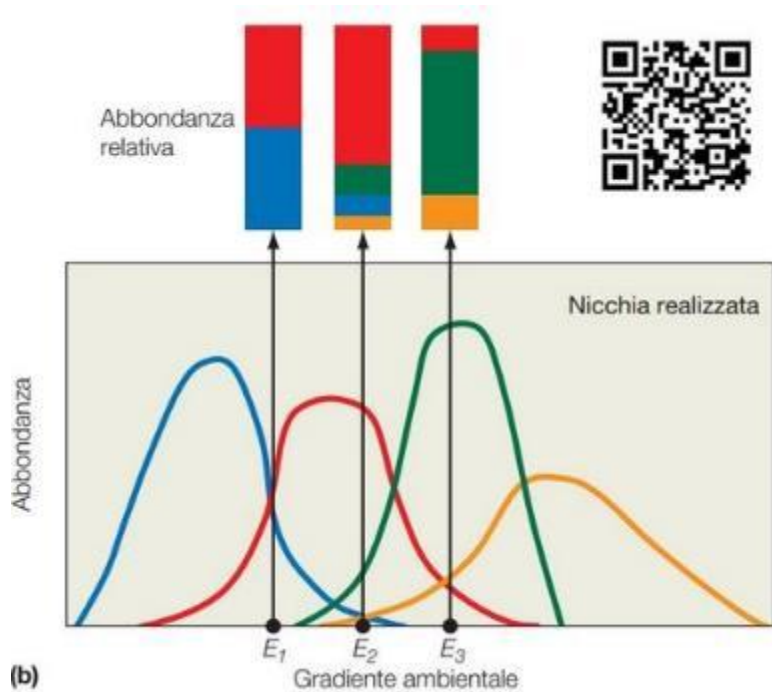 Abbondanza
relativa
Nicchia realizzata
Abbondanza
E1 E2 E3
(b) Gradiente ambientale